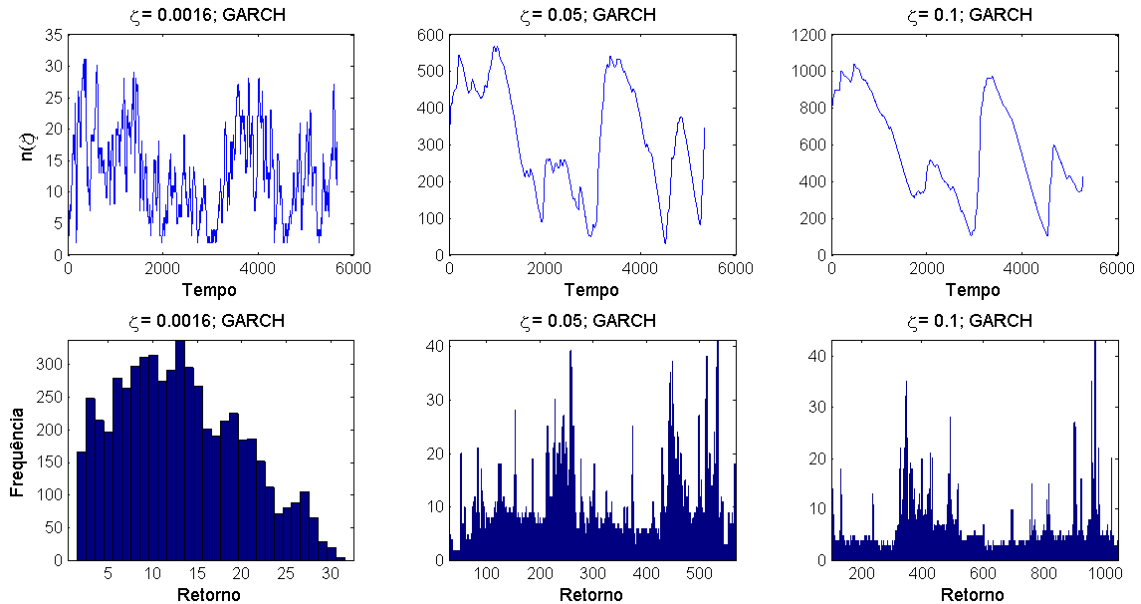 ζ = 0.0016; GARCH
ζ = 0.05; GARCH
ζ = 0.1; GARCH
35
30
25
20
15
10
5
0
n(ζ)
0 2000 4000 6000
Tempo
600
500
400
300
200
100
0
0 2000 4000 6000
Tempo
1200
1000
800
600
400
200
0
0 2000 4000 6000
Tempo
ζ = 0.0016; GARCH
ζ = 0.05; GARCH
ζ = 0.1; GARCH
300
250
200
150
100
50
0
Frequência
5 10 15 20 25 30
Retorno
40
30
20
10
0
100 200 300 400 500
Retorno
40
30
20
10
0
200 400 600 800 1000
Retorno